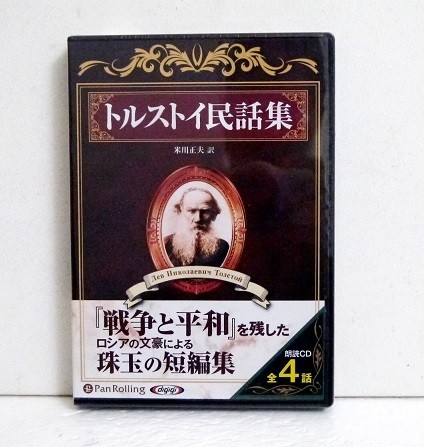 トルストイ民話集
米川正夫 訳
Лев Николаевич Толстой
『戦争と平和』を残した
ロシアの文豪による
珠玉の短編集
朗読CD
全4話
PanRolling
digigi